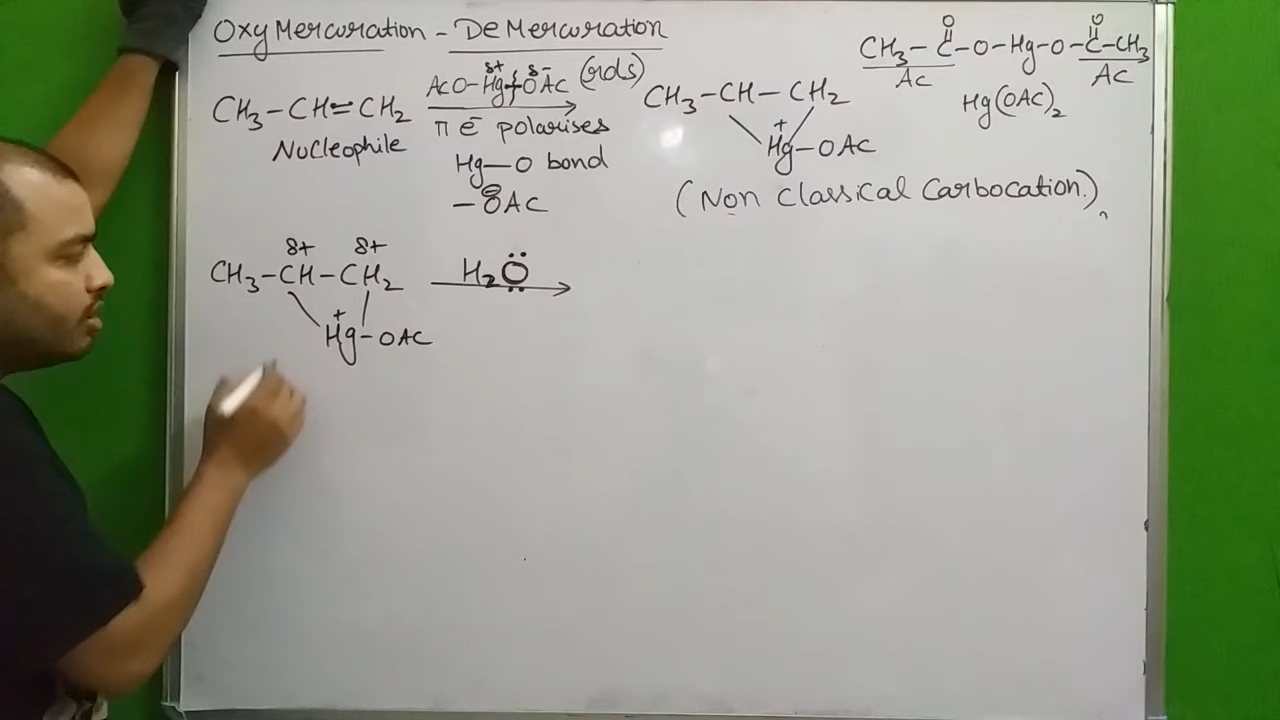 OxyMercuration - DeMercuration
CH3-CH=CH2
Nucleophile
δ+ δ-
AcO-Hg-OAc (rds)
π e⁻ polarises
Hg-O bond
-⊖OAc
CH3-CH-CH2
+
Hg-OAc
(Non Classical Carbocation.)
O O
CH3-C-O-Hg-O-C-CH3
Ac Ac
Hg(OAc)2
δ+ δ+
CH3-CH-CH2 H2O
+
Hg-OAc